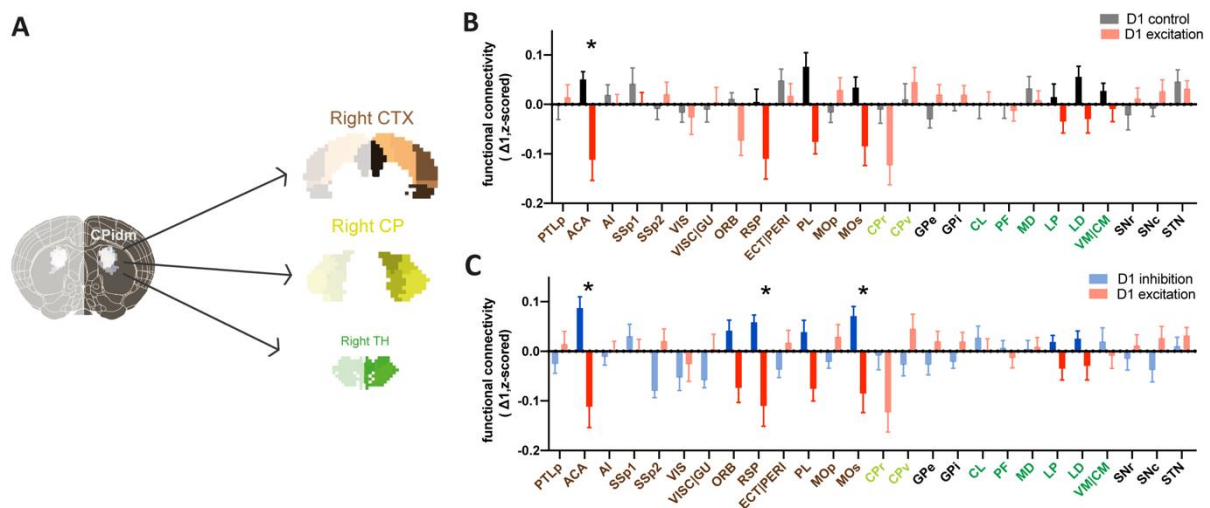 A
CPidm
Right CTX
Right CP
Right TH
B
D1 control
D1 excitation
functional connectivity
( Δ1,z-scored)
0.1
0.0
-0.1
-0.2
*
PTLp
ACA
AI
SSp1
SSp2
VIS
VISC|GU
ORB
RSP
ECT|PERI
PL
MOp
MOs
CPr
CPv
GPe
GPi
CL
PF
MD
LP
LD
VM|CM
SNr
SNc
STN
C
D1 inhibition
D1 excitation
functional connectivity
( Δ1,z-scored)
0.1
0.0
-0.1
-0.2
* * *
PTLp
ACA
AI
SSp1
SSp2
VIS
VISC|GU
ORB
RSP
ECT|PERI
PL
MOp
MOs
CPr
CPv
GPe
GPi
CL
PF
MD
LP
LD
VM|CM
SNr
SNc
STN